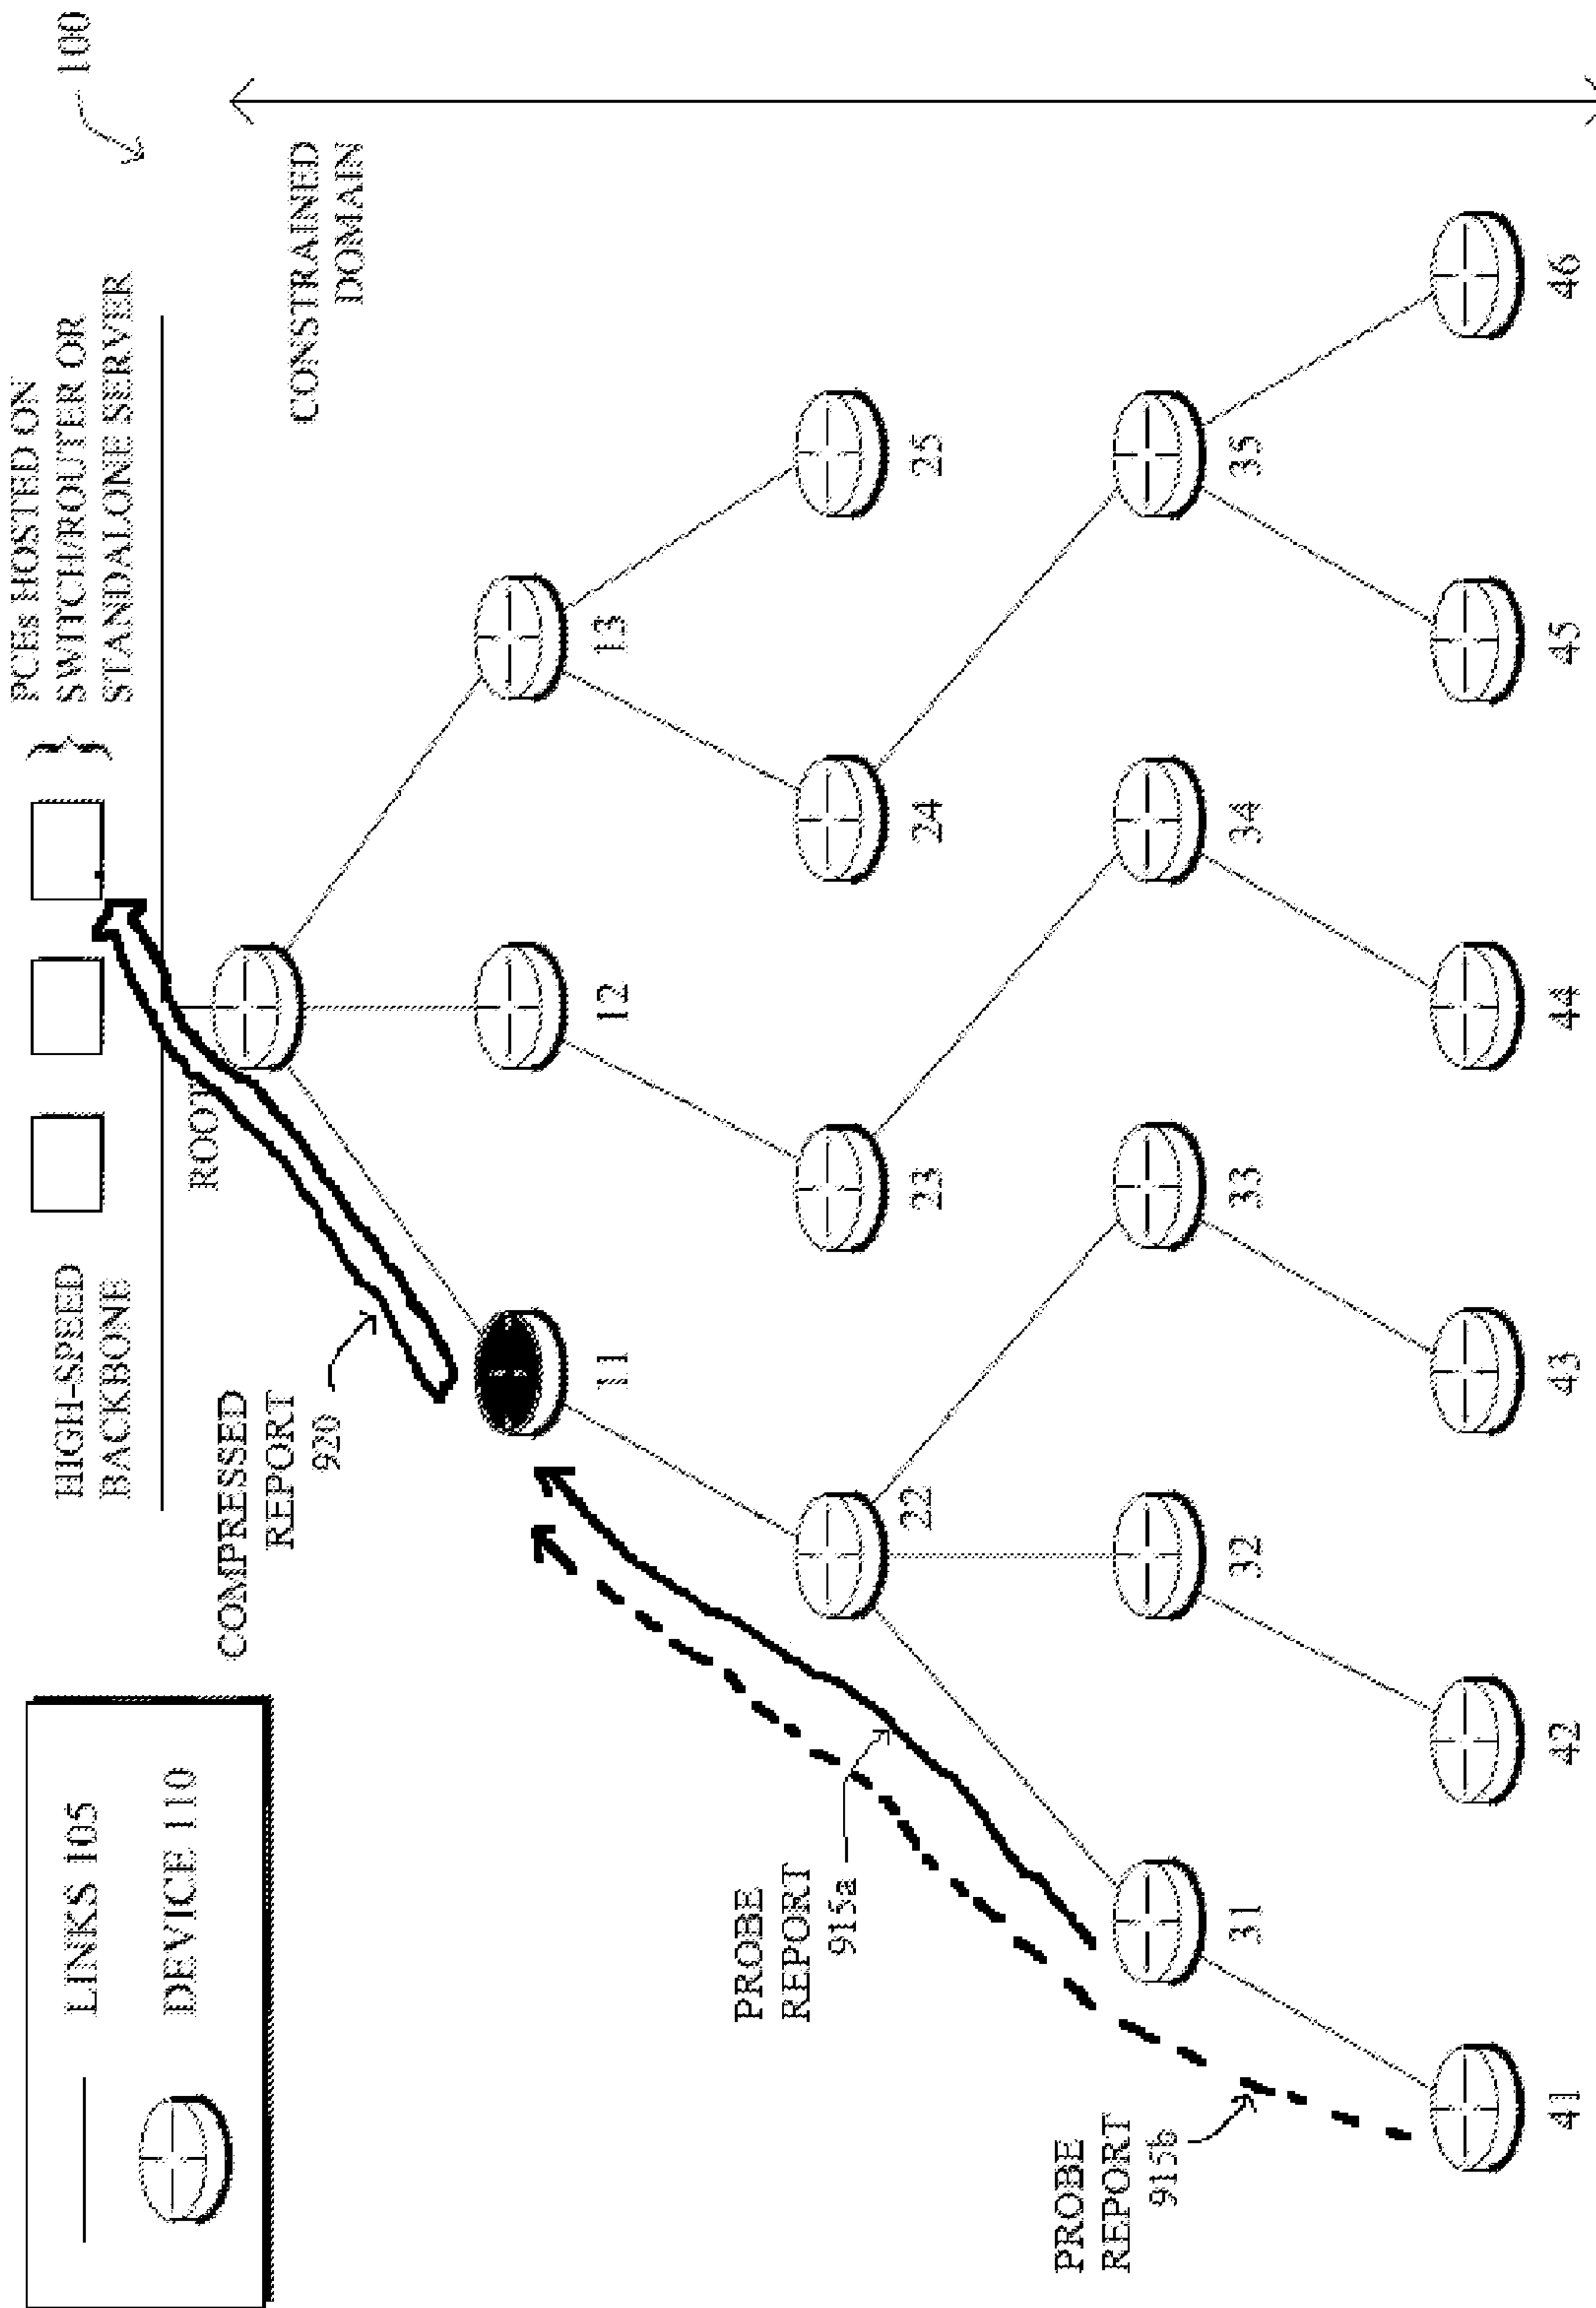 LINKS 105
DEVICE 110
HIGH-SPEED
BACKBONE
PCEs HOSTED ON
SWITCH/ROUTER OR
STANDALONE SERVER
100
ROOT
CONSTRAINED
DOMAIN
COMPRESSED
REPORT
920
11
12
13
PROBE
REPORT
915a
22
23
24
25
PROBE
REPORT
915b
31
32
33
34
35
41
42
43
44
45
46